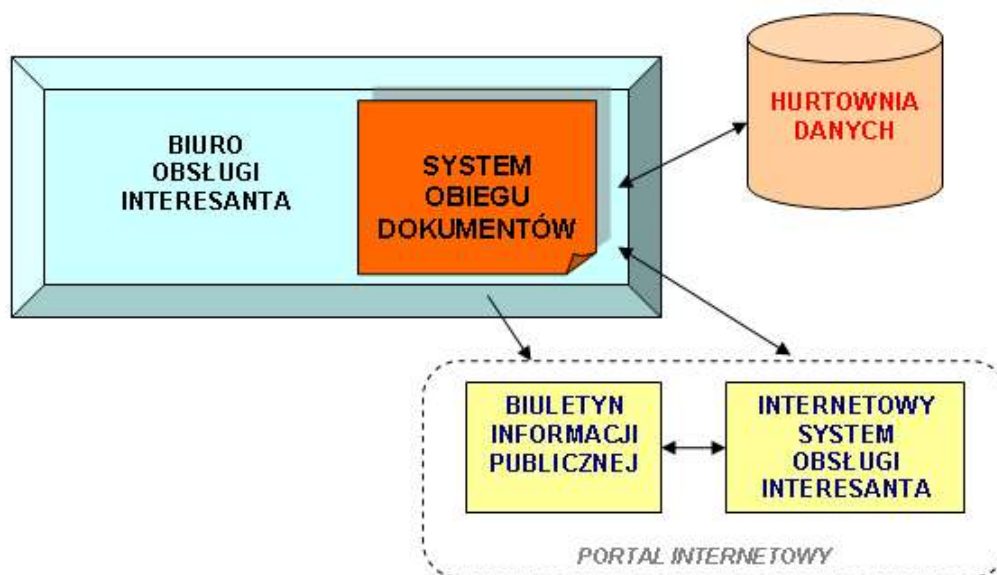 HURTOWNIA
DANYCH
BIURO
OBSŁUGI
INTERESANTA
SYSTEM
OBIEGU
DOKUMENTÓW
BIULETYN
INFORMACJI
PUBLICZNEJ
INTERNETOWY
SYSTEM
OBSŁUGI
INTERESANTA
PORTAL INTERNETOWY